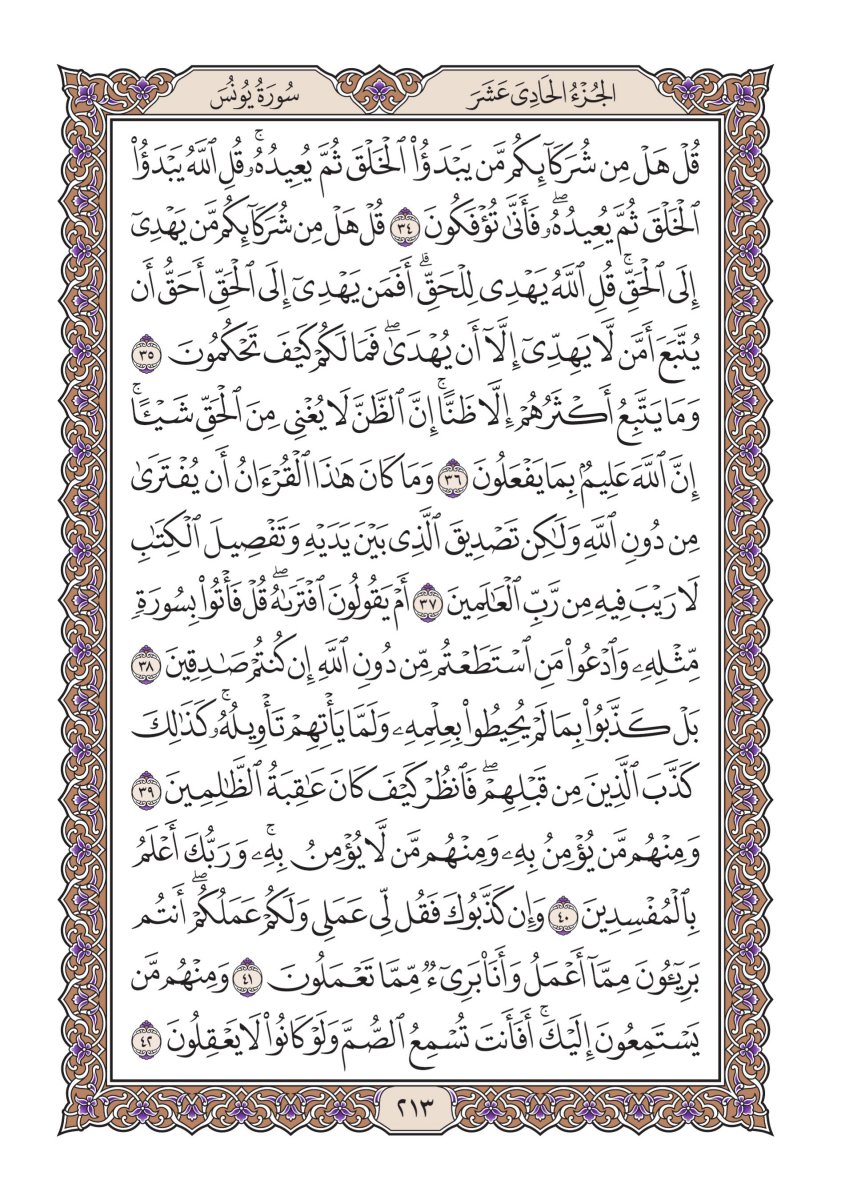 الجُزْءُ الحَادِى عَشَرَ
سُورَةُ يُونُسَ
قُلْ هَلْ مِن شُرَكَآئِكُم مَّن يَبْدَؤُا۟ ٱلْخَلْقَ ثُمَّ يُعِيدُهُۥ ۚ قُلِ ٱللَّهُ يَبْدَؤُا۟
ٱلْخَلْقَ ثُمَّ يُعِيدُهُۥ ۖ فَأَنَّىٰ تُؤْفَكُونَ ٣٤ قُلْ هَلْ مِن شُرَكَآئِكُم مَّن يَهْدِىٓ
إِلَى ٱلْحَقِّ ۚ قُلِ ٱللَّهُ يَهْدِى لِلْحَقِّ ۗ أَفَمَن يَهْدِىٓ إِلَى ٱلْحَقِّ أَحَقُّ أَن
يُتَّبَعَ أَمَّن لَّا يَهِدِّىٓ إِلَّآ أَن يُهْدَىٰ ۖ فَمَا لَكُمْ كَيْفَ تَحْكُمُونَ ٣٥
وَمَا يَتَّبِعُ أَكْثَرُهُمْ إِلَّا ظَنًّا ۚ إِنَّ ٱلظَّنَّ لَا يُغْنِى مِنَ ٱلْحَقِّ شَيْـًٔا ۚ
إِنَّ ٱللَّهَ عَلِيمٌۢ بِمَا يَفْعَلُونَ ٣٦ وَمَا كَانَ هَـٰذَا ٱلْقُرْءَانُ أَن يُفْتَرَىٰ
مِن دُونِ ٱللَّهِ وَلَـٰكِن تَصْدِيقَ ٱلَّذِى بَيْنَ يَدَيْهِ وَتَفْصِيلَ ٱلْكِتَـٰبِ
لَا رَيْبَ فِيهِ مِن رَّبِّ ٱلْعَـٰلَمِينَ ٣٧ أَمْ يَقُولُونَ ٱفْتَرَىٰهُ ۖ قُلْ فَأْتُوا۟ بِسُورَةٍ
مِّثْلِهِۦ وَٱدْعُوا۟ مَنِ ٱسْتَطَعْتُم مِّن دُونِ ٱللَّهِ إِن كُنتُمْ صَـٰدِقِينَ ٣٨
بَلْ كَذَّبُوا۟ بِمَا لَمْ يُحِيطُوا۟ بِعِلْمِهِۦ وَلَمَّا يَأْتِهِمْ تَأْوِيلُهُۥ ۚ كَذَٰلِكَ
كَذَّبَ ٱلَّذِينَ مِن قَبْلِهِمْ ۖ فَٱنظُرْ كَيْفَ كَانَ عَـٰقِبَةُ ٱلظَّـٰلِمِينَ ٣٩
وَمِنْهُم مَّن يُؤْمِنُ بِهِۦ وَمِنْهُم مَّن لَّا يُؤْمِنُ بِهِۦ ۚ وَرَبُّكَ أَعْلَمُ
بِٱلْمُفْسِدِينَ ٤٠ وَإِن كَذَّبُوكَ فَقُل لِّى عَمَلِى وَلَكُمْ عَمَلُكُمْ ۖ أَنتُم
بَرِيٓـُٔونَ مِمَّآ أَعْمَلُ وَأَنَا۠ بَرِىٓءٌ مِّمَّا تَعْمَلُونَ ٤١ وَمِنْهُم مَّن
يَسْتَمِعُونَ إِلَيْكَ ۚ أَفَأَنتَ تُسْمِعُ ٱلصُّمَّ وَلَوْ كَانُوا۟ لَا يَعْقِلُونَ ٤٢
٢١٣